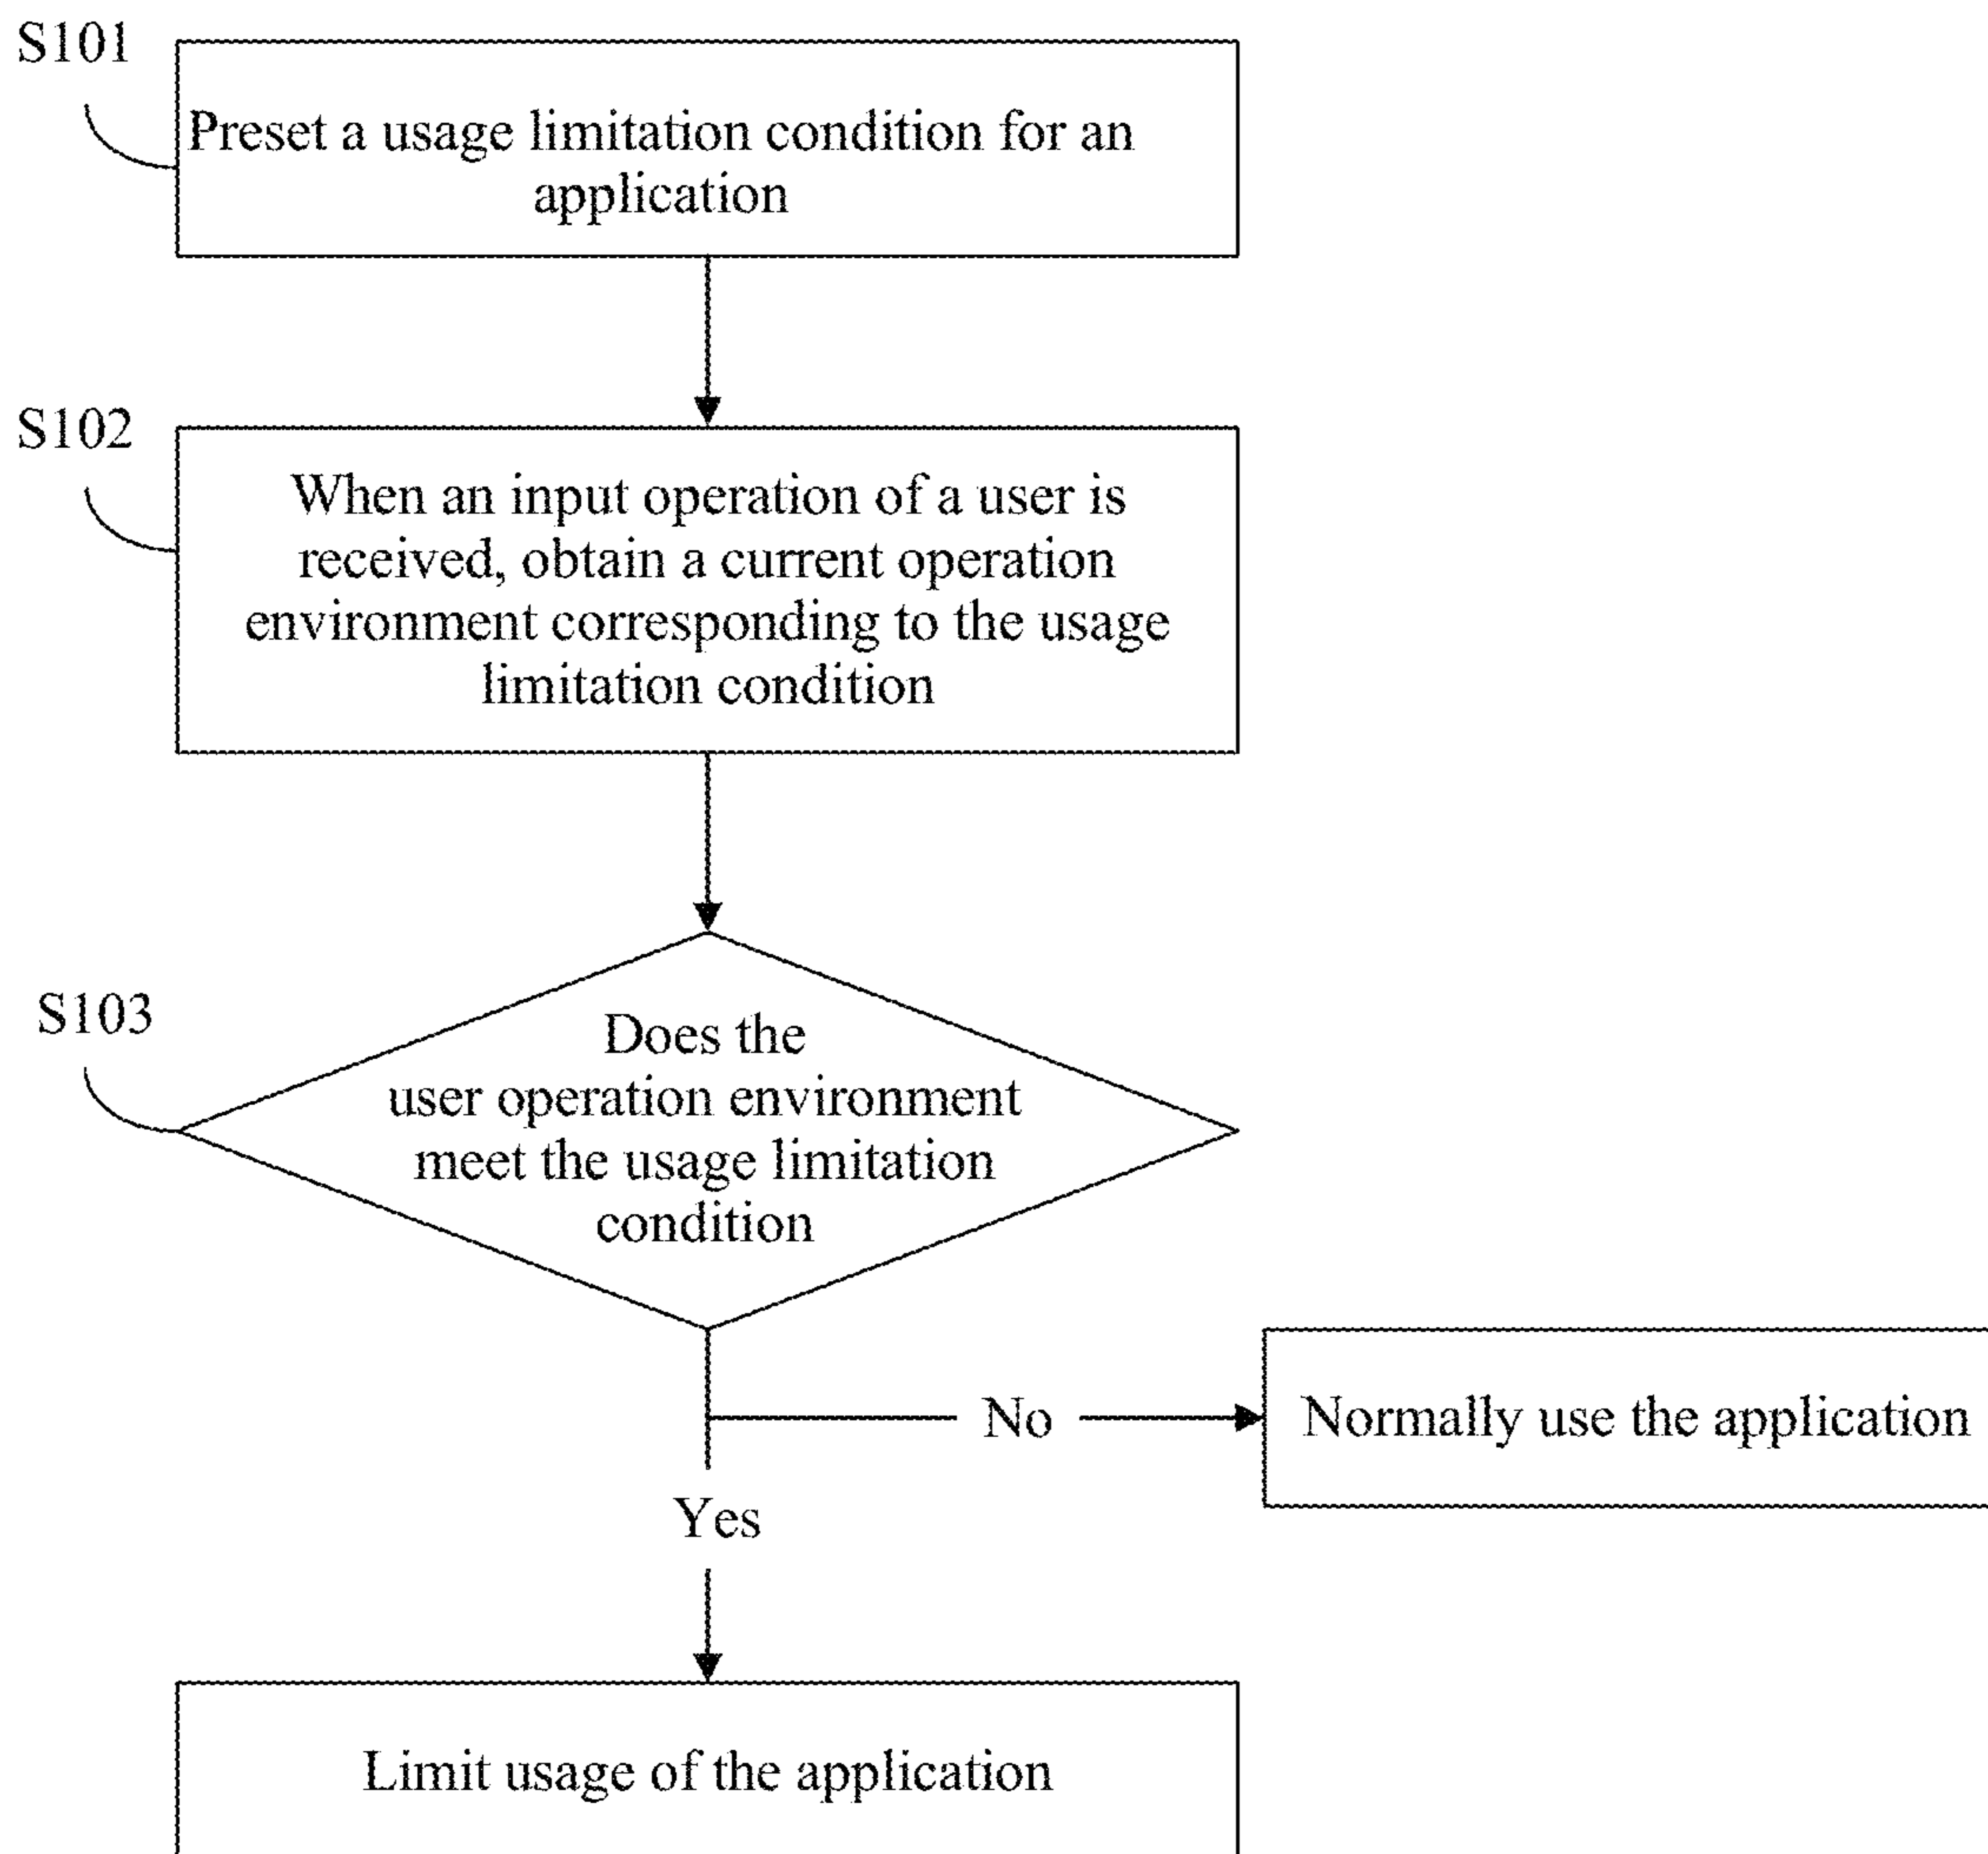 S101
Preset a usage limitation condition for an
application
S102
When an input operation of a user is
received, obtain a current operation
environment corresponding to the usage
limitation condition
S103
Does the
user operation environment
meet the usage limitation
condition
No
Normally use the application
Yes
Limit usage of the application